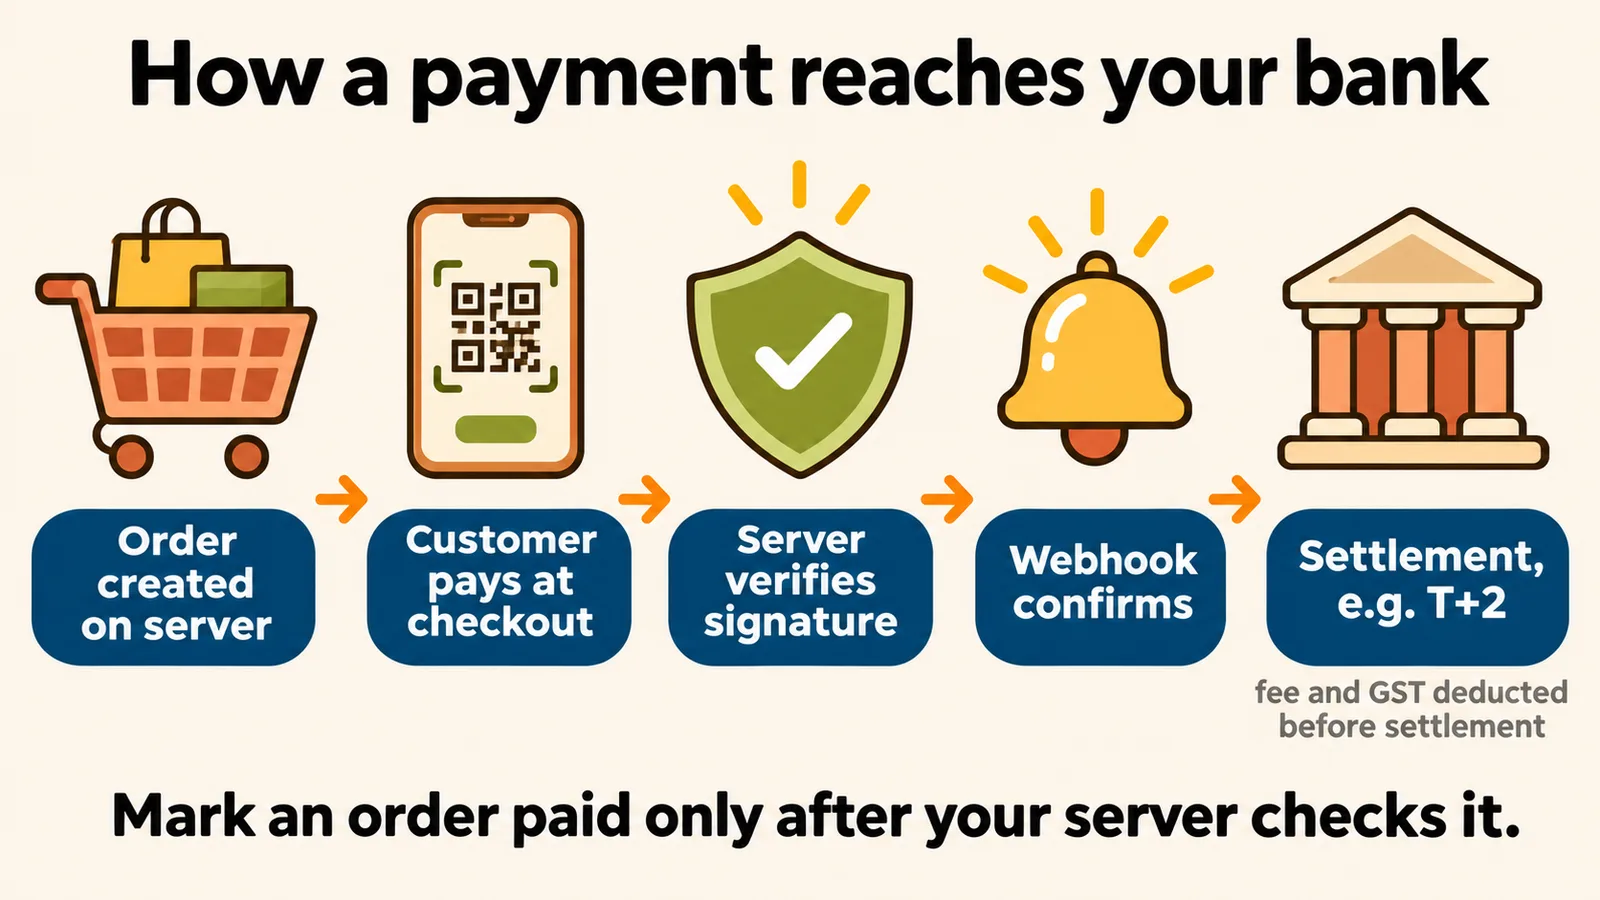 How a payment reaches your bank
Order
created
on server
Customer
pays at
checkout
Server
verifies
signature
Webhook
confirms
Settlement,
e.g. T+2
fee and GST deducted
before settlement
Mark an order paid only after your server checks it.